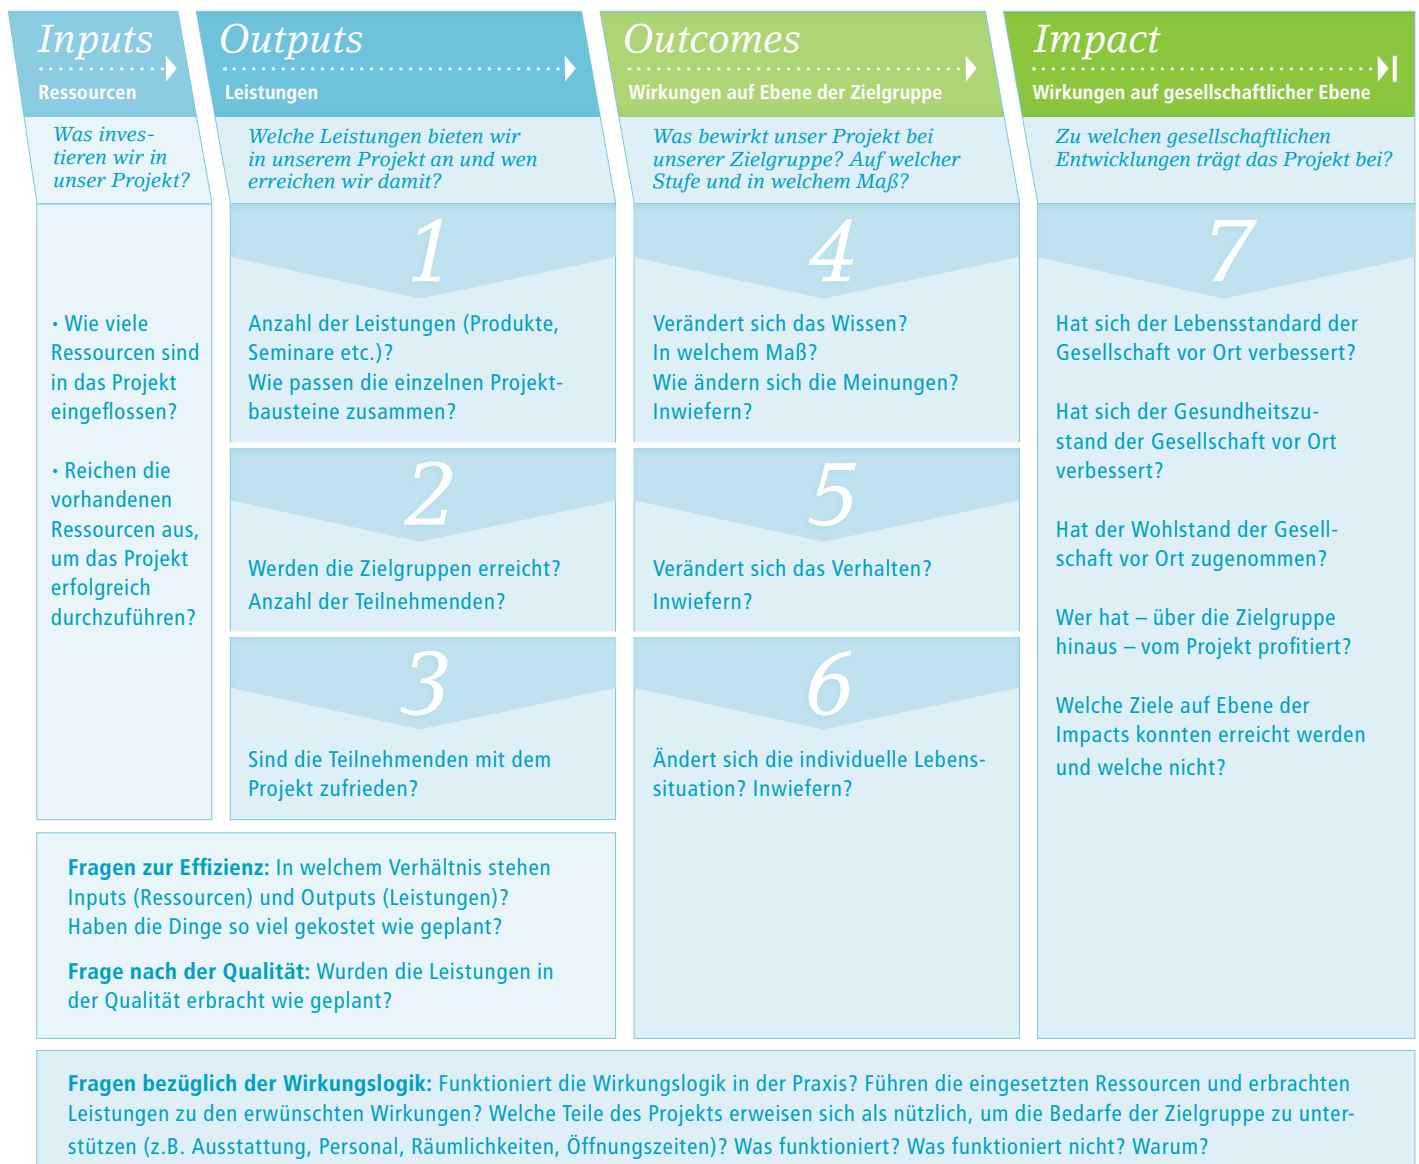 Inputs
Ressourcen
Was inves-
tieren wir in
unser Projekt?
· Wie viele
Ressourcen sind
in das Projekt
eingeflossen?
· Reichen die
vorhandenen
Ressourcen aus,
um das Projekt
erfolgreich
durchzuführen?
Outputs
Leistungen
Welche Leistungen bieten wir
in unserem Projekt an und wen
erreichen wir damit?
1
Anzahl der Leistungen (Produkte,
Seminare etc.)?
Wie passen die einzelnen Projekt-
bausteine zusammen?
2
Werden die Zielgruppen erreicht?
Anzahl der Teilnehmenden?
3
Sind die Teilnehmenden mit dem
Projekt zufrieden?
Fragen zur Effizienz: In welchem Verhältnis stehen
Inputs (Ressourcen) und Outputs (Leistungen)?
Haben die Dinge so viel gekostet wie geplant?
Frage nach der Qualität: Wurden die Leistungen in
der Qualität erbracht wie geplant?
Outcomes
Wirkungen auf Ebene der Zielgruppe
Was bewirkt unser Projekt bei
unserer Zielgruppe? Auf welcher
Stufe und in welchem Maß?
4
Verändert sich das Wissen?
In welchem Maß?
Wie ändern sich die Meinungen?
Inwiefern?
5
Verändert sich das Verhalten?
Inwiefern?
6
Ändert sich die individuelle Lebens-
situation? Inwiefern?
Impact
Wirkungen auf gesellschaftlicher Ebene
Zu welchen gesellschaftlichen
Entwicklungen trägt das Projekt bei?
7
Hat sich der Lebensstandard der
Gesellschaft vor Ort verbessert?
Hat sich der Gesundheitszu-
stand der Gesellschaft vor Ort
verbessert?
Hat der Wohlstand der Gesell-
schaft vor Ort zugenommen?
Wer hat – über die Zielgruppe
hinaus – vom Projekt profitiert?
Welche Ziele auf Ebene der
Impacts konnten erreicht werden
und welche nicht?
Fragen bezüglich der Wirkungslogik: Funktioniert die Wirkungslogik in der Praxis? Führen die eingesetzten Ressourcen und erbrachten
Leistungen zu den erwünschten Wirkungen? Welche Teile des Projekts erweisen sich als nützlich, um die Bedarfe der Zielgruppe zu unter-
stützen (z.B. Ausstattung, Personal, Räumlichkeiten, Öffnungszeiten)? Was funktioniert? Was funktioniert nicht? Warum?